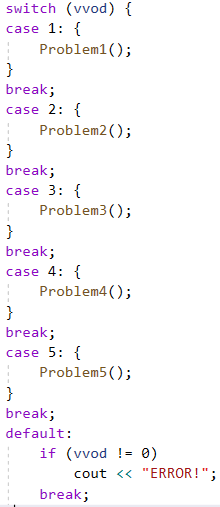 switch (vvod) {
case 1: {
    Problem1();
}
break;
case 2: {
    Problem2();
}
break;
case 3: {
    Problem3();
}
break;
case 4: {
    Problem4();
}
break;
case 5: {
    Problem5();
}
break;
default:
    if (vvod != 0)
        cout << "ERROR!";
    break;